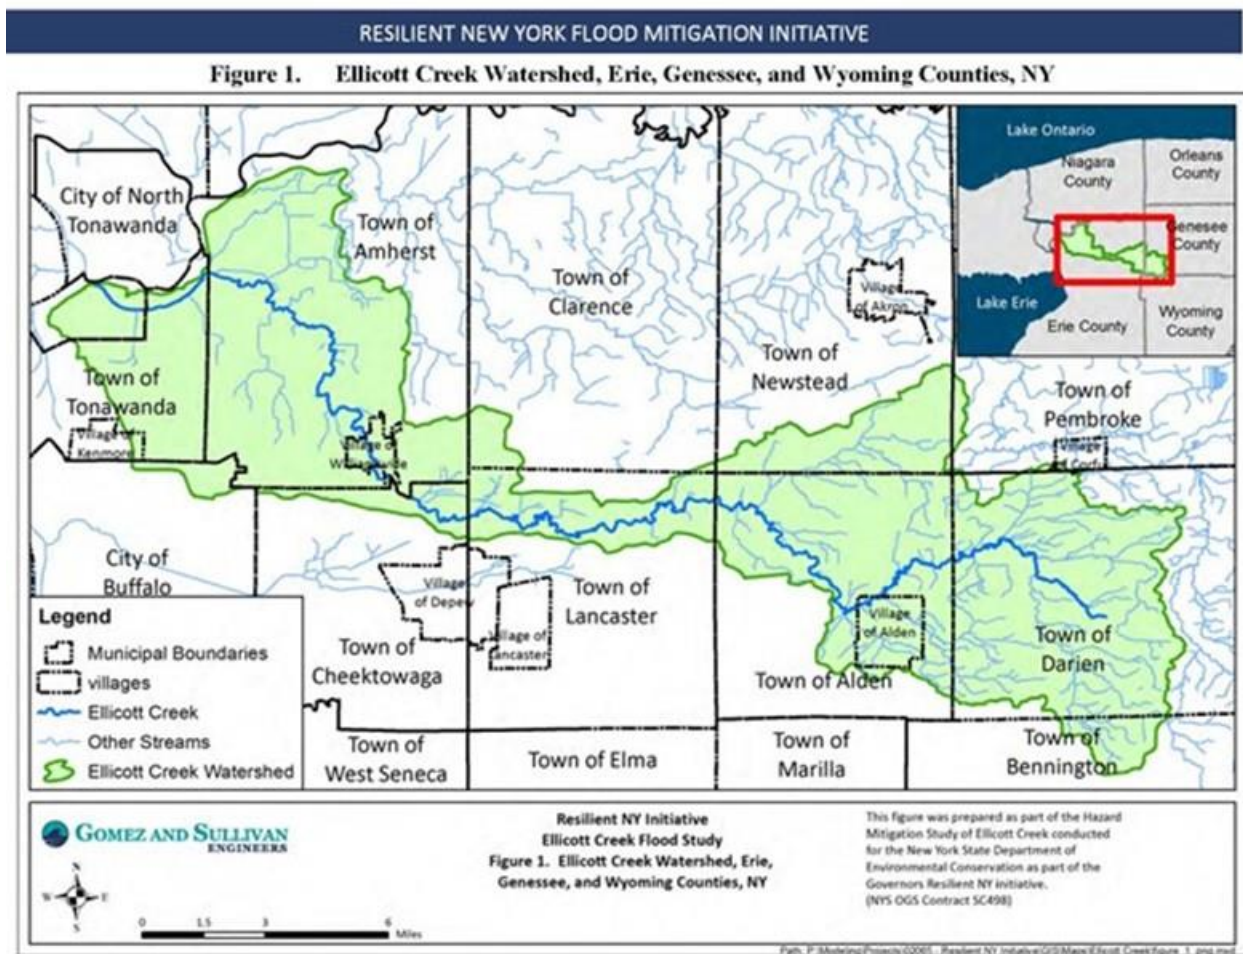 RESILIENT NEW YORK FLOOD MITIGATION INITIATIVE
Figure 1. Ellicott Creek Watershed, Erie, Genessee, and Wyoming Counties, NY
City of North
Tonawanda
Town of
Amherst
Town of
Clarence
Village
of Akron
Town of
Newstead
Lake Ontario
Niagara
County
Orleans
County
Genesee
County
Lake Erie
Erie County
Wyoming
County
Town of
Tonawanda
Village of
Kenmore
Village of
Town of
Pembroke
Village
of Corfu
City of
Buffalo
Village
of Depew
Village of
Lancaster
Town of
Lancaster
Town of
Cheektowaga
Village
of Alden
Town of Alden
Town of
Darien
Town of
West Seneca
Town of Elma
Town of
Marilla
Town of
Bennington
Legend
Municipal Boundaries
villages
Ellicott Creek
Other Streams
Ellicott Creek Watershed
GOMEZ AND SULLIVAN
ENGINEERS
N
W
E
S
0 1.5 3 6
Miles
Resilient NY Initiative
Ellicott Creek Flood Study
Figure 1. Ellicott Creek Watershed, Erie,
Genessee, and Wyoming Counties, NY
This figure was prepared as part of the Hazard
Mitigation Study of Ellicott Creek conducted
for the New York State Department of
Environmental Conservation as part of the
Governors Resilient NY initiative.
(NYS OGS Contract SC498)